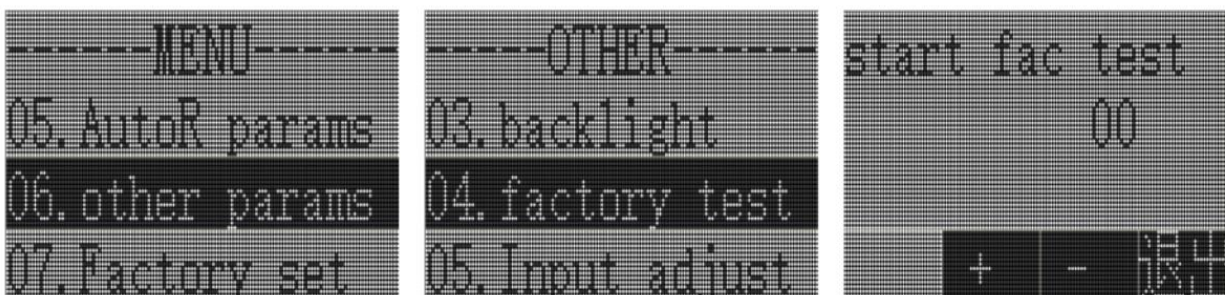 -----MENU-----
05.AutoR params
06.other params
07.Factory set
-----OTHER-----
03.backlight
04.factory test
05.Input adjust
start fac test
00
+ -